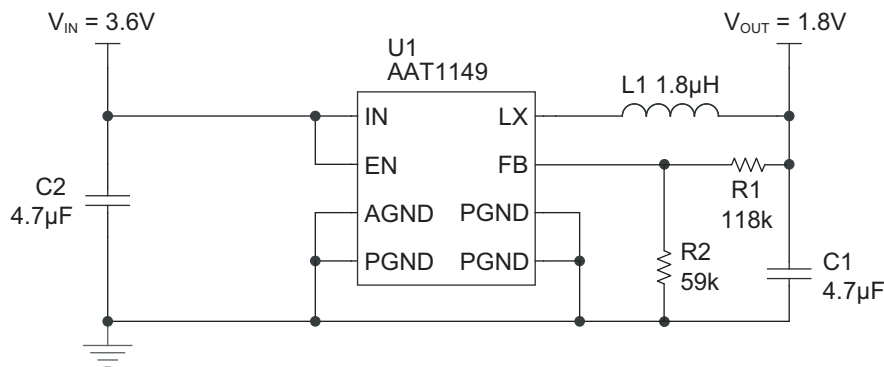 VIN = 3.6V
VOUT = 1.8V
U1
AAT1149
L1 1.8µH
IN
LX
EN
FB
C2
4.7µF
R1
118k
AGND
PGND
R2
59k
PGND
PGND
C1
4.7µF